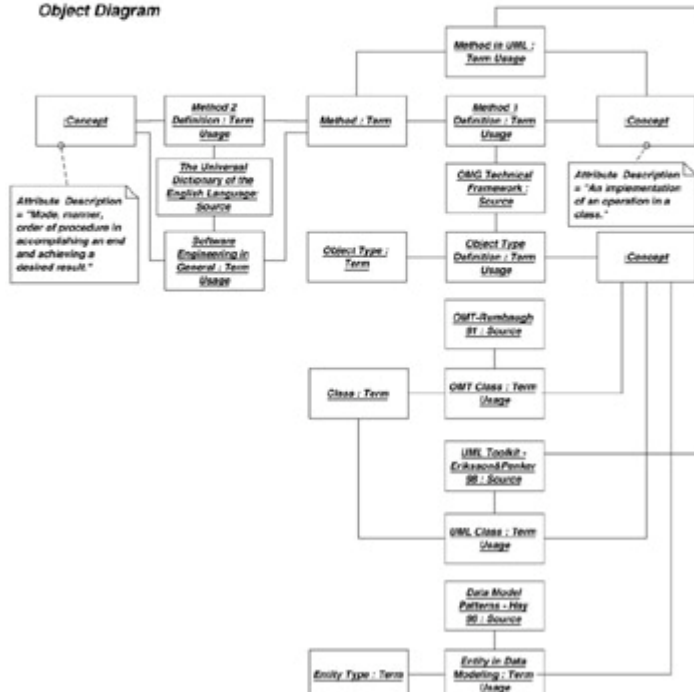 Object Diagram
Method in UML :
Term Usage
:Concept
Method 2
Definition : Term
Usage
Method : Term
Method 1
Definition : Term
Usage
:Concept
The Universal
Dictionary of the
English Language:
Source
OMG Technical
Framework :
Source
Attribute Description
= "Mode, manner,
order of procedure in
accomplishing an end
and achieving a
desired result."
Attribute Description
= "An implementation
of an operation in a
class."
Software
Engineering in
General : Term
Usage
Object Type :
Term
Object Type
Definition : Term
Usage
:Concept
OMT-Rumbaugh
91 : Source
Class : Term
OMT Class : Term
Usage
UML Toolkit -
Eriksson&Penker
98 : Source
UML Class : Term
Usage
Data Model
Patterns - Hay
: Source
Entity Type : Term
Entity in Data
Modeling : Term
Usage